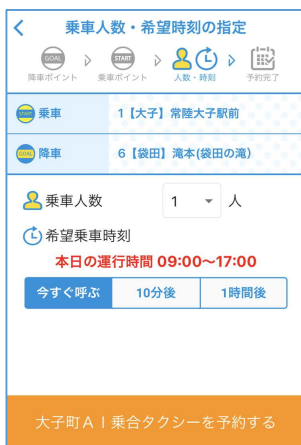 乗車人数・希望時刻の指定
GOAL START
降車ポイント 乗車ポイント 人数・時刻 予約完了
START 乗車 1【大子】常陸大子駅前
GOAL 降車 6【袋田】滝本(袋田の滝)
乗車人数 1 人
希望乗車時刻
本日の運行時間 09:00〜17:00
今すぐ呼ぶ 10分後 1時間後
大子町AI乗合タクシーを予約する